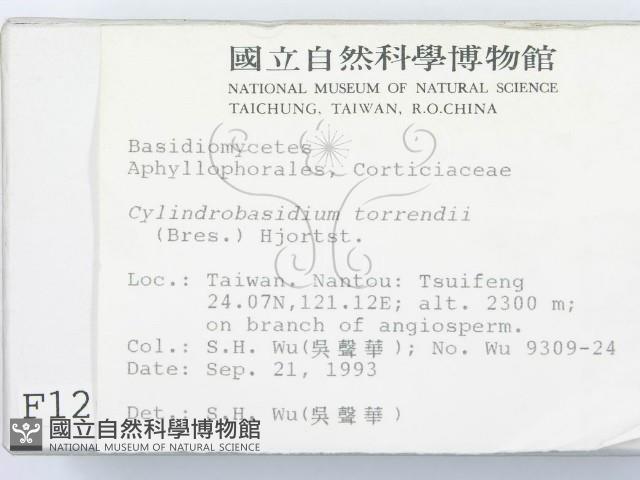 國立自然科學博物館
NATIONAL MUSEUM OF NATURAL SCIENCE
TAICHUNG, TAIWAN, R.O.CHINA
Basidiomycetes
Aphyllophorales, Corticiaceae
Cylindrobasidium torrendii
(Bres.) Hjortst.
Loc.: Taiwan. Nantou: Tsuifeng
24.07N,121.12E; alt. 2300 m;
on branch of angiosperm.
Col.: S.H. Wu(吳聲華); No. Wu 9309-24
Date: Sep. 21, 1993
Det.: S.H. Wu(吳聲華)
F12
國立自然科學博物館
NATIONAL MUSEUM OF NATURAL SCIENCE